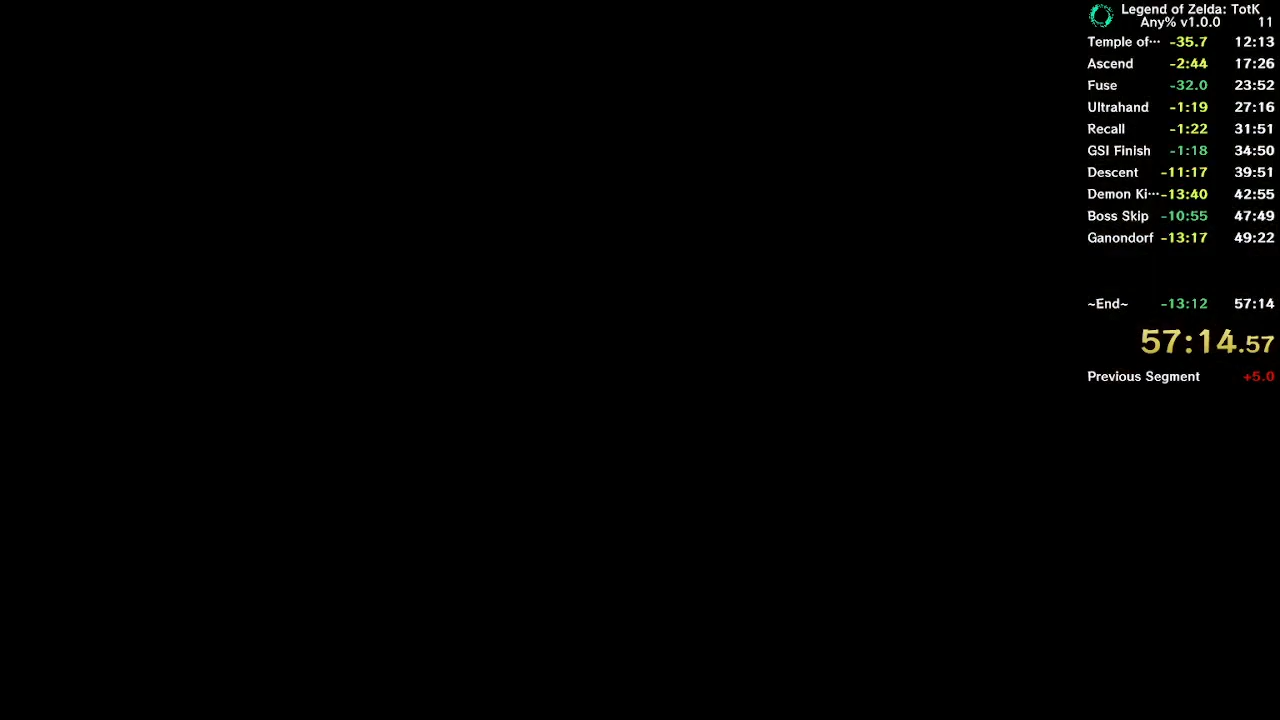 Legend of Zelda: TotK
Any% v1.0.0 11
Temple of… -35.7 12:13
Ascend -2:44 17:26
Fuse -32.0 23:52
Ultrahand -1:19 27:16
Recall -1:22 31:51
GSI Finish -1:18 34:50
Descent -11:17 39:51
Demon Ki… -13:40 42:55
Boss Skip -10:55 47:49
Ganondorf -13:17 49:22
~End~ -13:12 57:14
57:14.57
Previous Segment +5.0